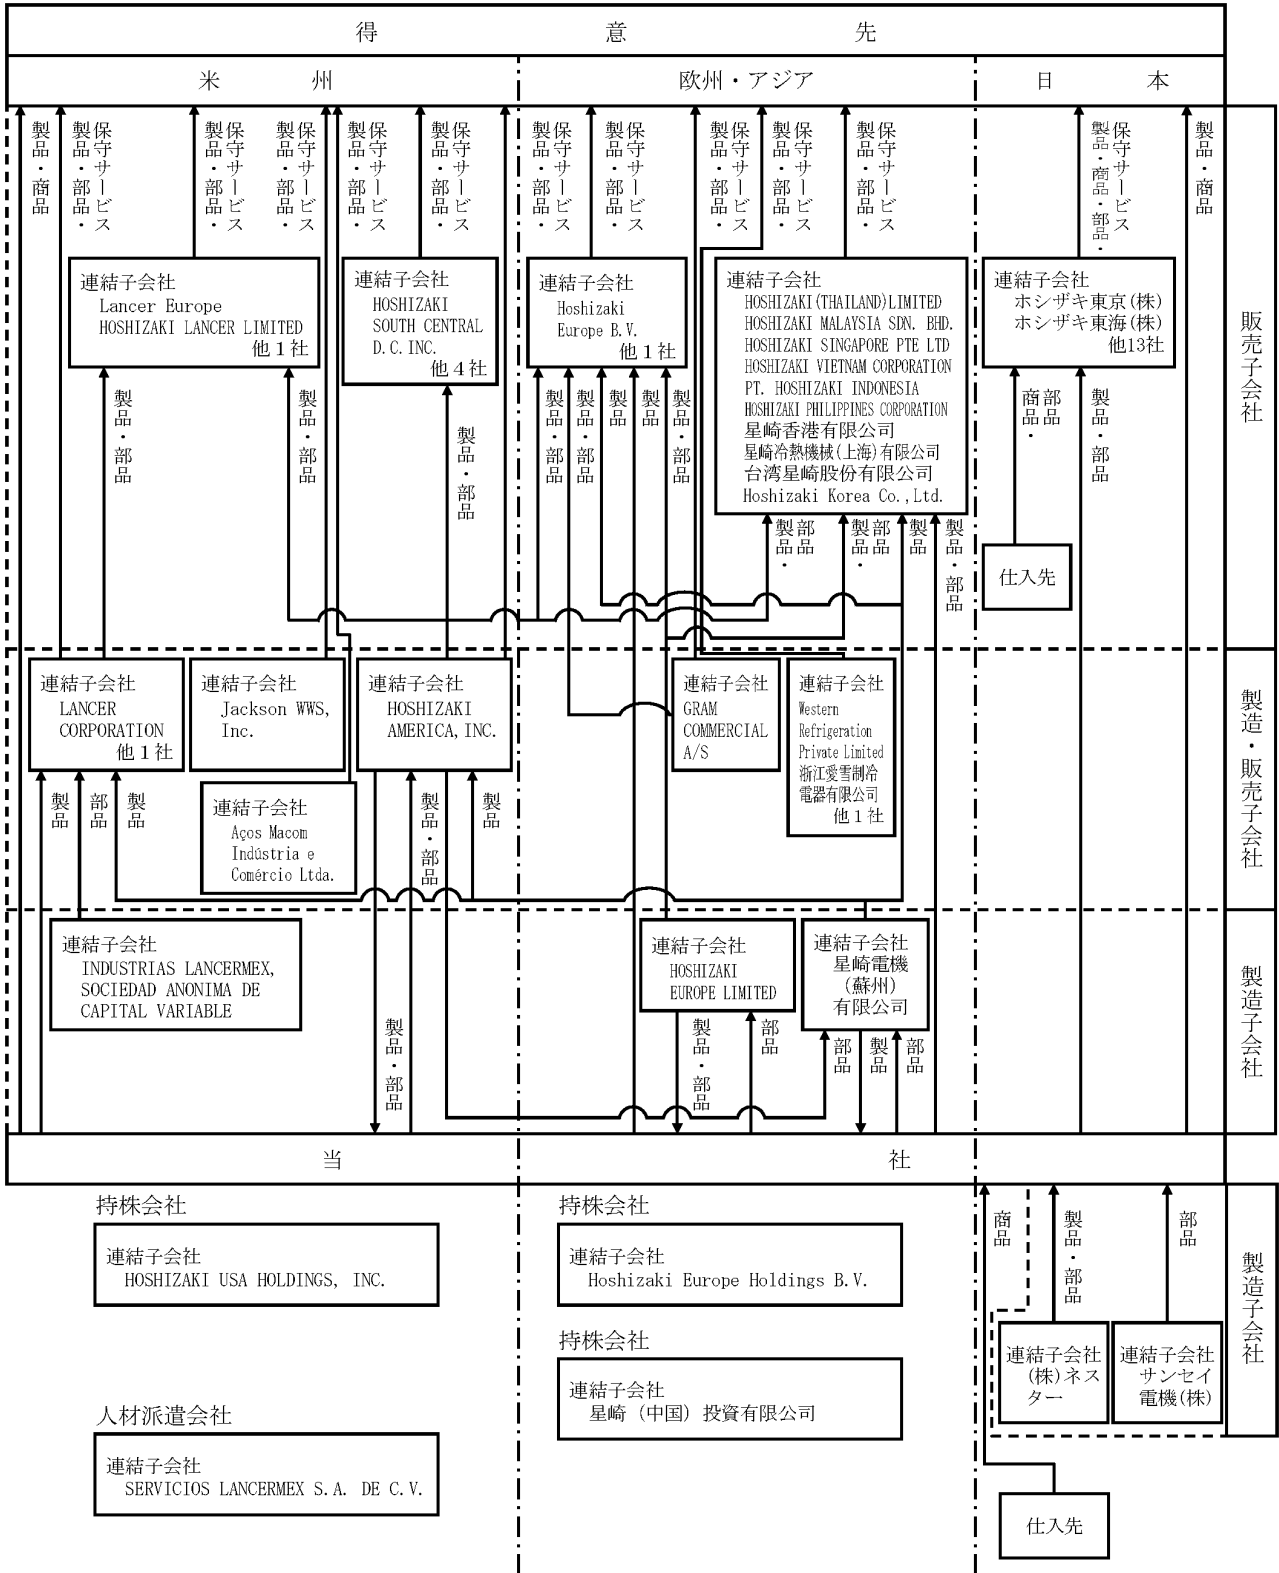 得意先
米州
欧州・アジア
日本
製品・商品
製品・部品・
保守サービス
製品・部品・
保守サービス
製品・部品・
保守サービス
製品・部品・
保守サービス
製品・部品・
保守サービス
製品・部品・
保守サービス
製品・部品・
保守サービス
製品・部品・
保守サービス
製品・部品・
保守サービス
製品・商品・部品・
保守サービス
製品・商品
連結子会社
Lancer Europe
HOSHIZAKI LANCER LIMITED
他1社
連結子会社
HOSHIZAKI
SOUTH CENTRAL
D.C.INC.
他4社
連結子会社
Hoshizaki
Europe B.V.
他1社
連結子会社
HOSHIZAKI(THAILAND)LIMITED
HOSHIZAKI MALAYSIA SDN. BHD.
HOSHIZAKI SINGAPORE PTE LTD
HOSHIZAKI VIETNAM CORPORATION
PT. HOSHIZAKI INDONESIA
HOSHIZAKI PHILIPPINES CORPORATION
星崎香港有限公司
星崎冷熱機械(上海)有限公司
台湾星崎股份有限公司
Hoshizaki Korea Co.,Ltd.
連結子会社
ホシザキ東京(株)
ホシザキ東海(株)
他13社
販売子会社
製品・部品
製品・部品
製品・部品
製品・部品
製品・部品
製品
製品・部品
製品・部品
製品・
部品
製品・
部品
製品
製品・部品
商品・
部品
製品・部品
仕入先
連結子会社
LANCER
CORPORATION
他1社
連結子会社
Jackson WWS,
Inc.
連結子会社
HOSHIZAKI
AMERICA,INC.
連結子会社
GRAM
COMMERCIAL
A/S
連結子会社
Western
Refrigeration
Private Limited
浙江愛雪制冷
電器有限公司
他1社
製造・販売子会社
連結子会社
Aços Macom
Indústria e
Comércio Ltda.
製品
部品
製品
製品・部品
製品
連結子会社
INDUSTRIAS LANCERMEX,
SOCIEDAD ANONIMA DE
CAPITAL VARIABLE
連結子会社
HOSHIZAKI
EUROPE LIMITED
連結子会社
星崎電機
(蘇州)
有限公司
製造子会社
製品・部品
製品・部品
部品
部品
製品
部品
当社
持株会社
連結子会社
HOSHIZAKI USA HOLDINGS, INC.
持株会社
連結子会社
Hoshizaki Europe Holdings B.V.
持株会社
連結子会社
星崎（中国）投資有限公司
人材派遣会社
連結子会社
SERVICIOS LANCERMEX S.A. DE C.V.
商品
製品・部品
部品
連結子会社
(株)ネス
ター
連結子会社
サンセイ
電機(株)
製造子会社
仕入先